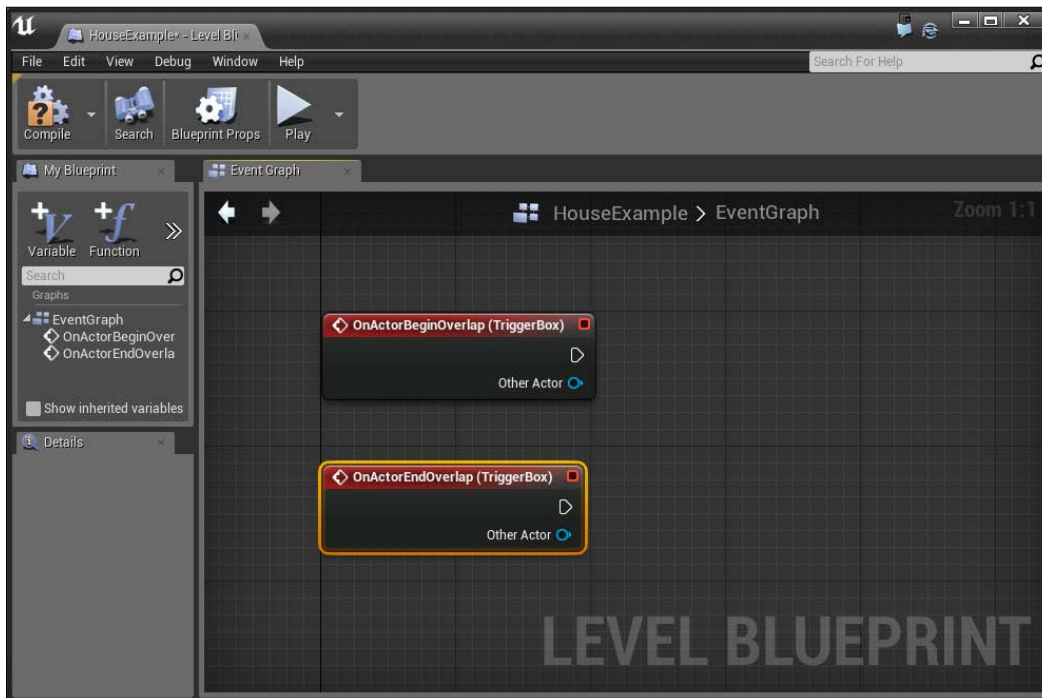 HouseExample* - Level Blu
File Edit View Debug Window Help
Search For Help
Compile Search Blueprint Props Play
My Blueprint
Event Graph
HouseExample > EventGraph
Zoom 1:1
Variable Function
Search
Graphs
EventGraph
OnActorBeginOver
OnActorEndOverla
Show inherited variables
Details
OnActorBeginOverlap (TriggerBox)
Other Actor
OnActorEndOverlap (TriggerBox)
Other Actor
LEVEL BLUEPRINT